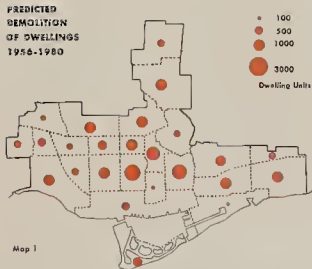 PREDICTED
DEMOLITION
OF DWELLINGS
1956-1980
100
500
1000
3000
Dwelling Units
Map 1